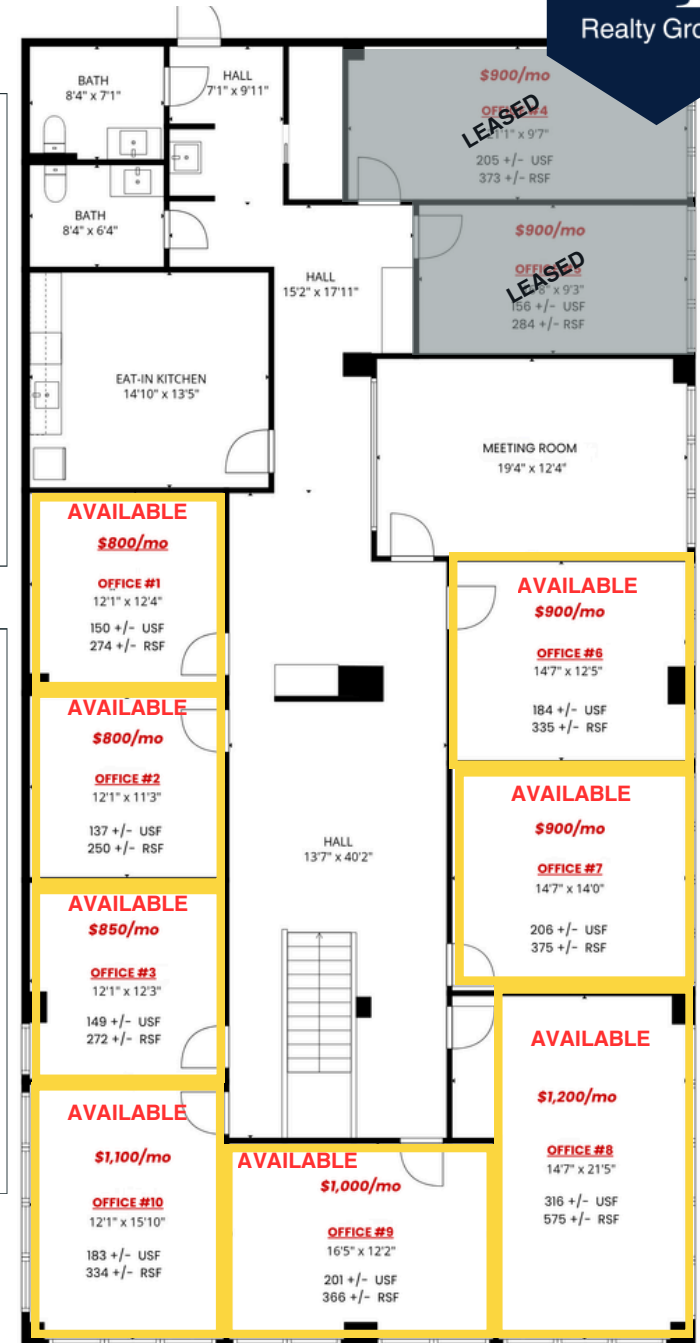 Realty Gro
BATH
8'4" x 7'1"
HALL
7'1" x 9'11"
$900/mo
LEASED
205 +/- USF
373 +/- RSF
BATH
8'4" x 6'4"
$900/mo
LEASED
156 +/- USF
284 +/- RSF
HALL
15'2" x 17'11"
EAT-IN KITCHEN
14'10" x 13'5"
MEETING ROOM
19'4" x 12'4"
AVAILABLE
$800/mo
OFFICE #1
12'1" x 12'4"
150 +/- USF
274 +/- RSF
AVAILABLE
$900/mo
OFFICE #6
14'7" x 12'5"
184 +/- USF
335 +/- RSF
AVAILABLE
$800/mo
OFFICE #2
12'1" x 11'3"
137 +/- USF
250 +/- RSF
AVAILABLE
$900/mo
OFFICE #7
14'7" x 14'0"
206 +/- USF
375 +/- RSF
HALL
13'7" x 40'2"
AVAILABLE
$850/mo
OFFICE #3
12'1" x 12'3"
149 +/- USF
272 +/- RSF
AVAILABLE
$1,200/mo
OFFICE #8
14'7" x 21'5"
316 +/- USF
575 +/- RSF
AVAILABLE
$1,100/mo
OFFICE #10
12'1" x 15'10"
183 +/- USF
334 +/- RSF
AVAILABLE
$1,000/mo
OFFICE #9
16'5" x 12'2"
201 +/- USF
366 +/- RSF